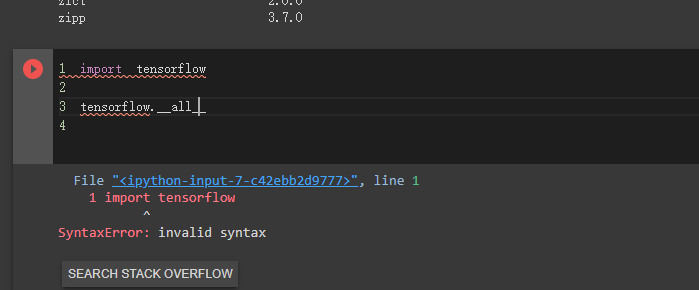 zict 2.0.0
zipp 3.7.0
1 import tensorflow
2
3 tensorflow.__all__
4
File "<ipython-input-7-c42ebb2d9777>", line 1
1 import tensorflow
^
SyntaxError: invalid syntax
SEARCH STACK OVERFLOW